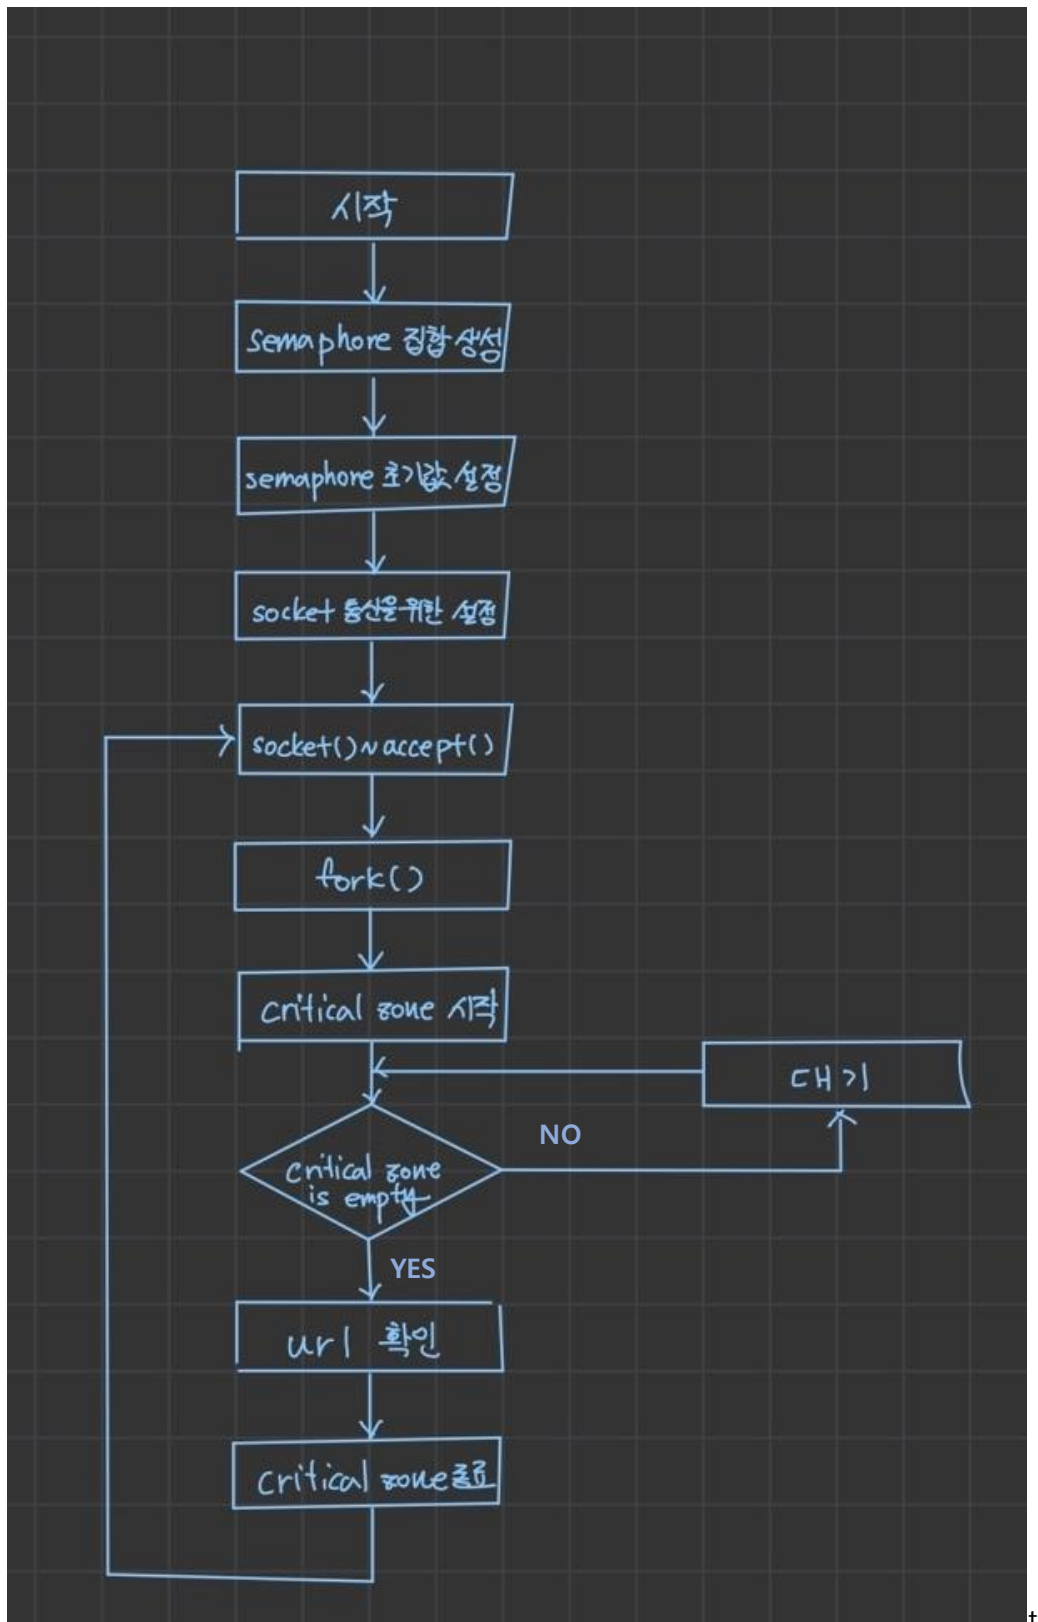 시작
semaphore 집합 생성
semaphore 초기값 설정
socket 통신을 위한 설정
socket()~accept()
fork()
critical zone 시작
대기
NO
critical zone
is empty
YES
url 확인
critical zone 종료
t